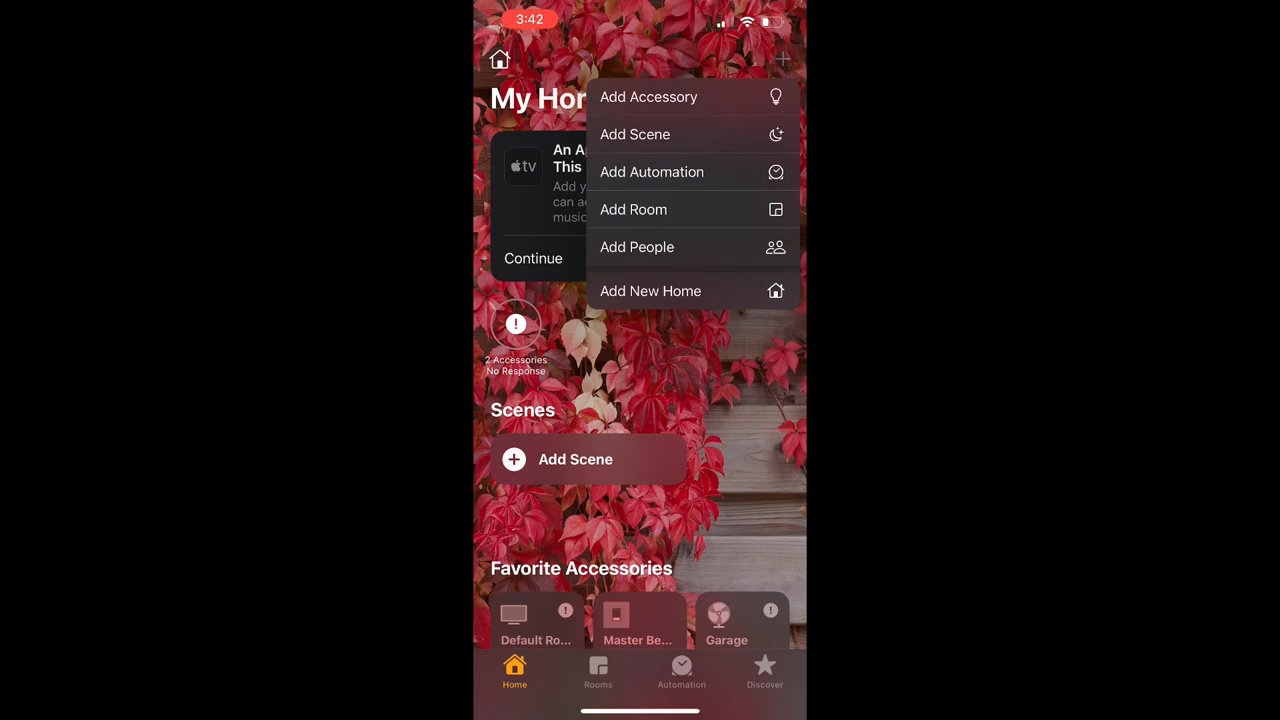 3:42
My Hor
Add Accessory
Add Scene
Add Automation
Add Room
Add People
Add New Home
tv
An A
This
Add y
can a
music
Continue
!
2 Accessories
No Response
Scenes
+ Add Scene
Favorite Accessories
!
!
Default Ro...
Master Be...
Garage
Home
Rooms
Automation
Discover